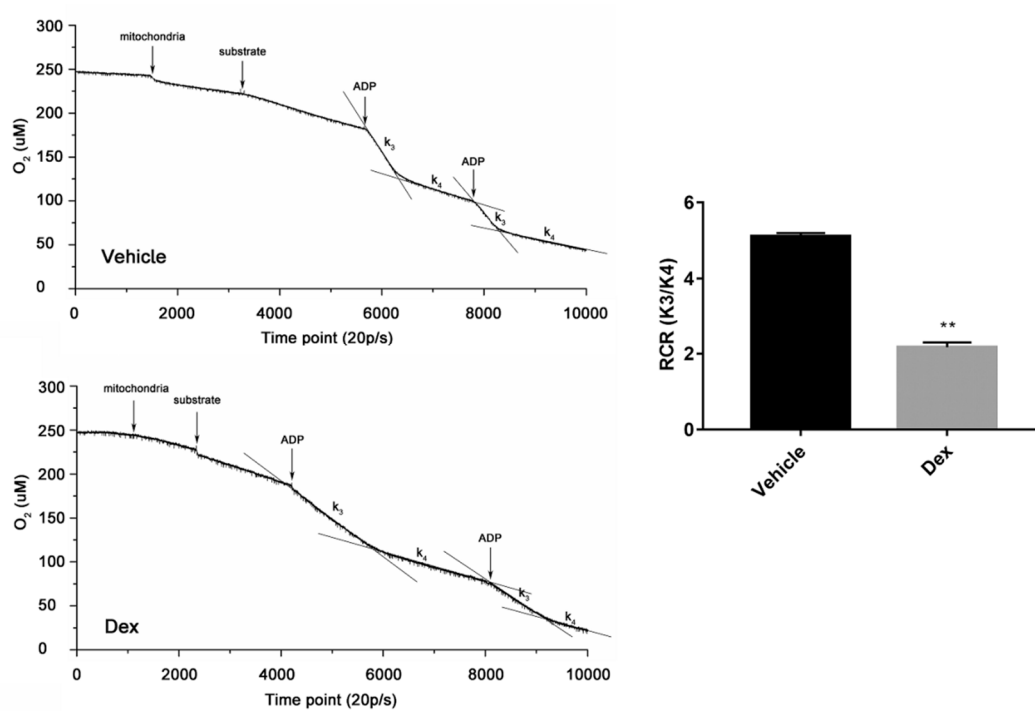 300
250
200
150
100
50
0
O₂ (uM)
mitochondria
substrate
ADP
k₃
k₄
ADP
k₃
k₄
Vehicle
0 2000 4000 6000 8000 10000
Time point (20p/s)
300
250
200
150
100
50
0
O₂ (uM)
mitochondria
substrate
ADP
k₃
k₄
ADP
k₃
k₄
Dex
0 2000 4000 6000 8000 10000
Time point (20p/s)
6
4
2
0
RCR (K3/K4)
**
Vehicle
Dex